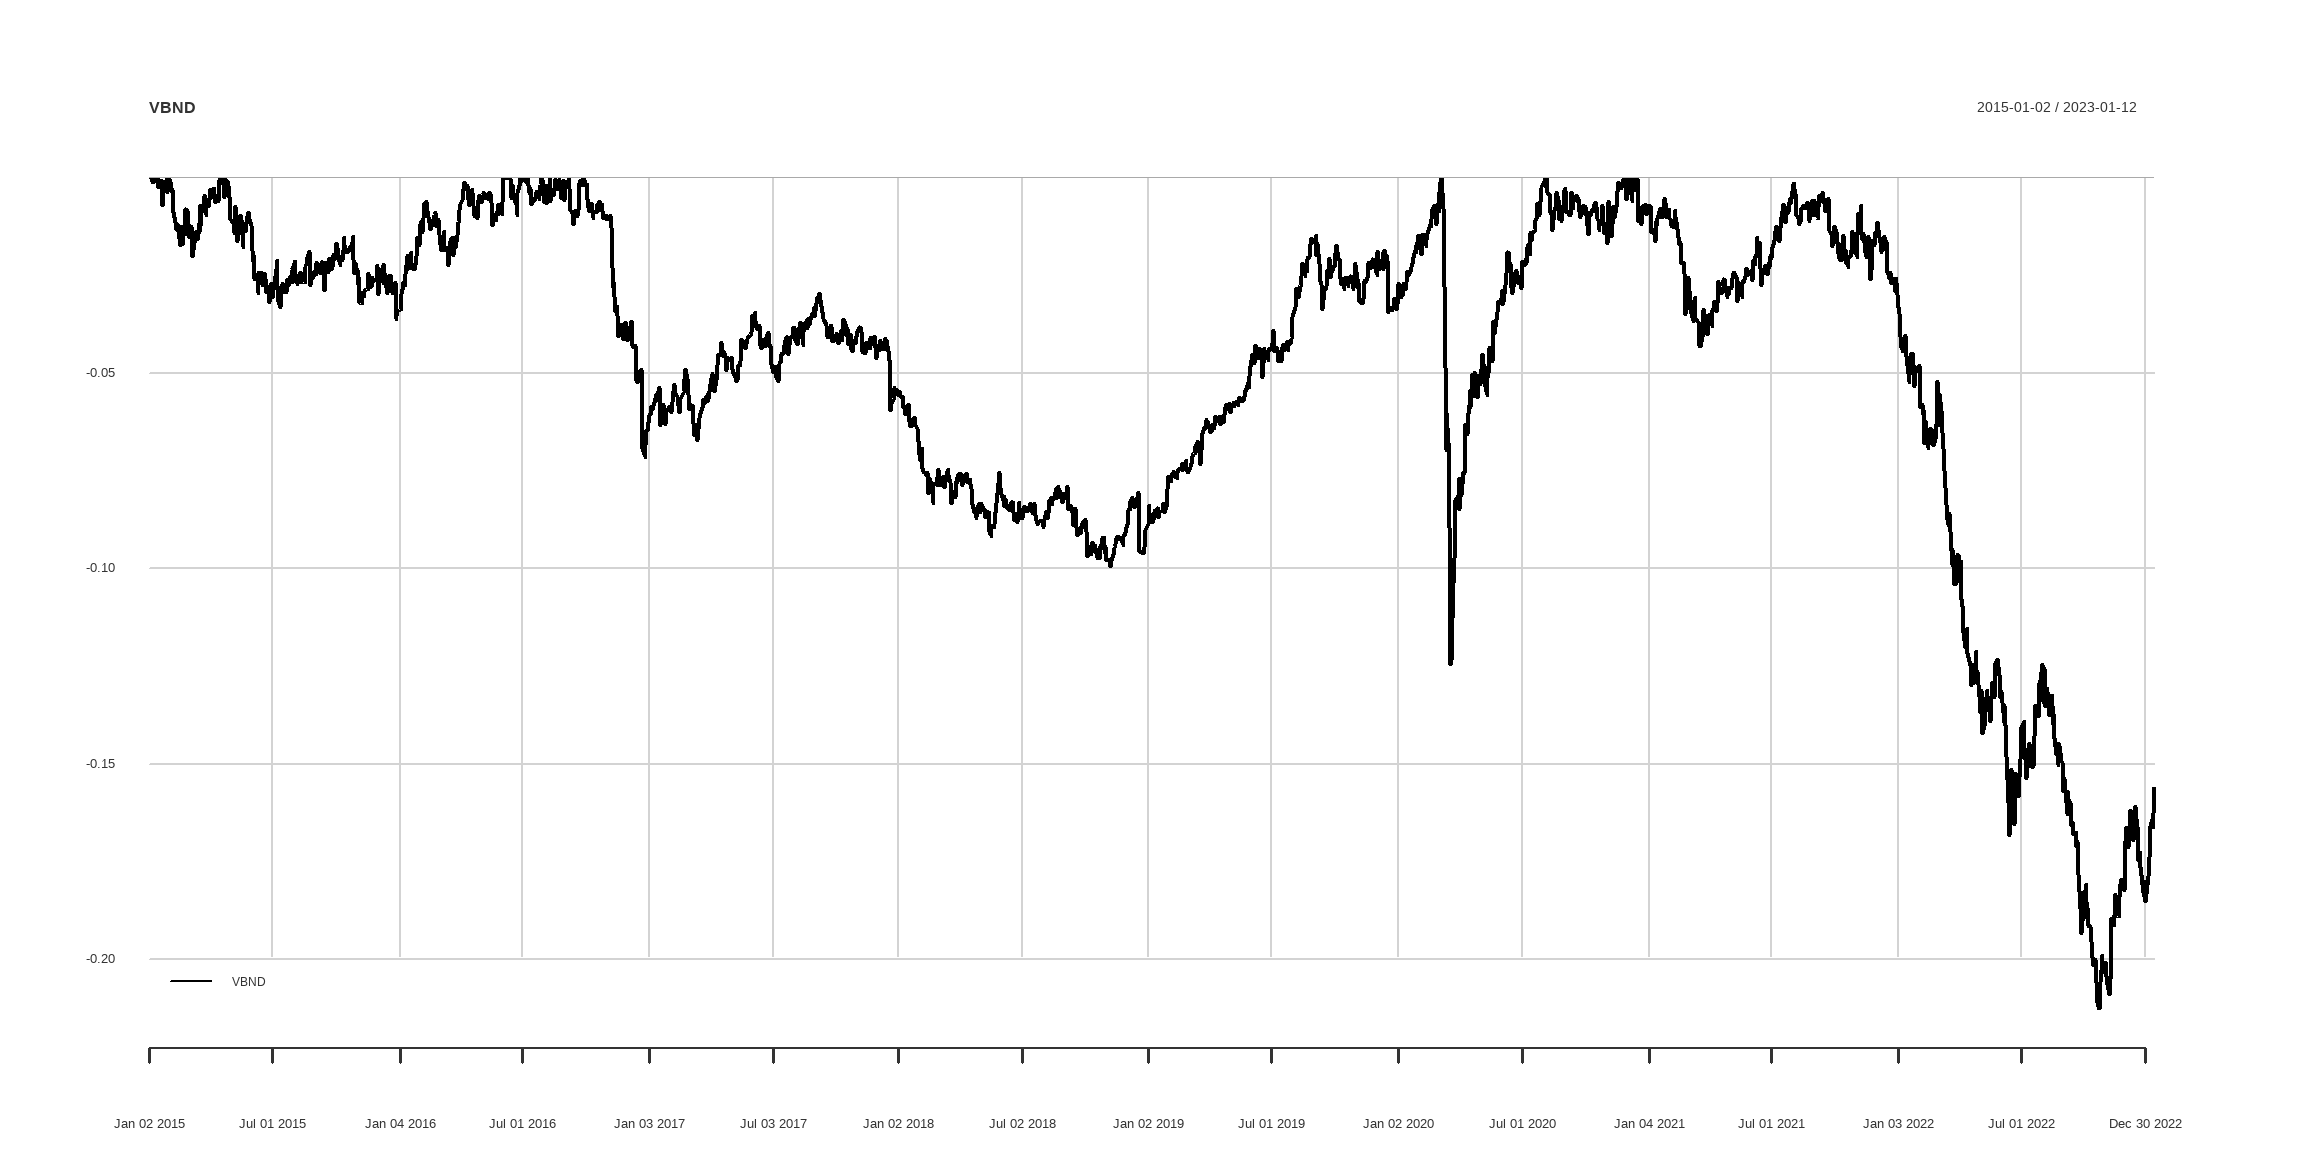 VBND
2015-01-02 / 2023-01-12
-0.05
-0.10
-0.15
-0.20
VBND
Jan 02 2015
Jul 01 2015
Jan 04 2016
Jul 01 2016
Jan 03 2017
Jul 03 2017
Jan 02 2018
Jul 02 2018
Jan 02 2019
Jul 01 2019
Jan 02 2020
Jul 01 2020
Jan 04 2021
Jul 01 2021
Jan 03 2022
Jul 01 2022
Dec 30 2022